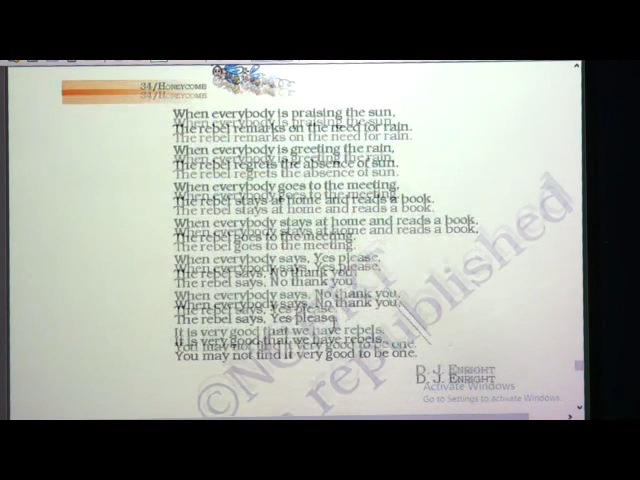 34/HONEYCOMB
When everybody is praising the sun,
The rebel remarks on the need for rain.
When everybody is greeting the rain,
The rebel regrets the absence of sun.
When everybody goes to the meeting,
The rebel stays at home and reads a book.
When everybody stays at home and reads a book,
The rebel goes to the meeting.
When everybody says, Yes please,
The rebel says, No thank you.
When everybody says, No thank you,
The rebel says, Yes please.
It is very good that we have rebels.
You may not find it very good to be one.
D. J. ENRIGHT
Activate Windows
Go to Settings to activate Windows.
©NCERT
republished